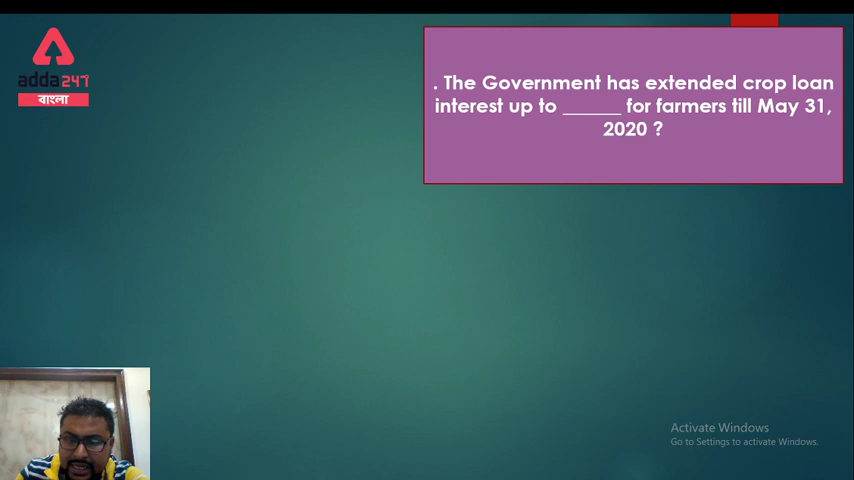 adda247
বাংলা
. The Government has extended crop loan
interest up to ______ for farmers till May 31,
2020 ?
Activate Windows
Go to Settings to activate Windows.